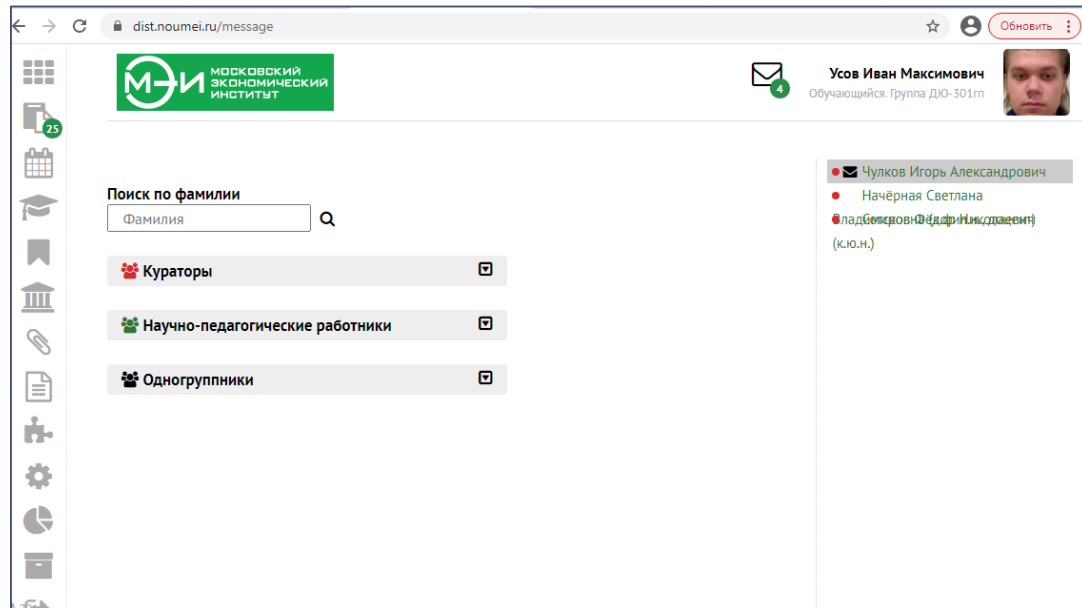 dist.noumei.ru/message
Обновить
МЭИ МОСКОВСКИЙ
ЭКОНОМИЧЕСКИЙ
ИНСТИТУТ
4
Усов Иван Максимович
Обучающийся. Группа ДЮ-301гп
25
Чулков Игорь Александрович
Поиск по фамилии
Начёрная Светлана
Фамилия
(к.ю.н.)
Кураторы
Научно-педагогические работники
Одногруппники